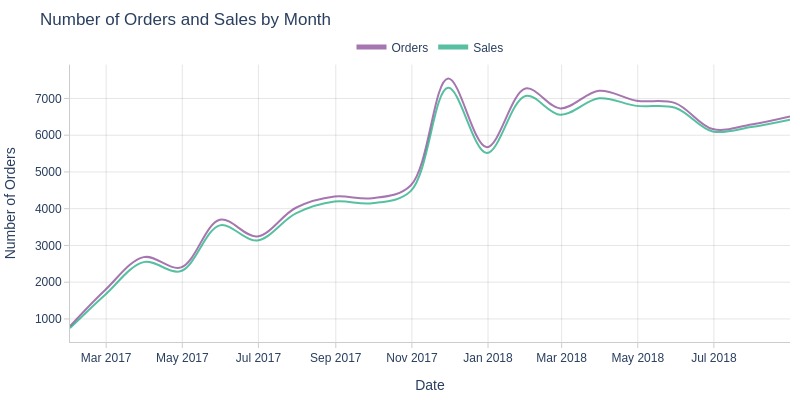 Number of Orders and Sales by Month
Orders
Sales
Number of Orders
7000
6000
5000
4000
3000
2000
1000
Mar 2017
May 2017
Jul 2017
Sep 2017
Nov 2017
Jan 2018
Mar 2018
May 2018
Jul 2018
Date